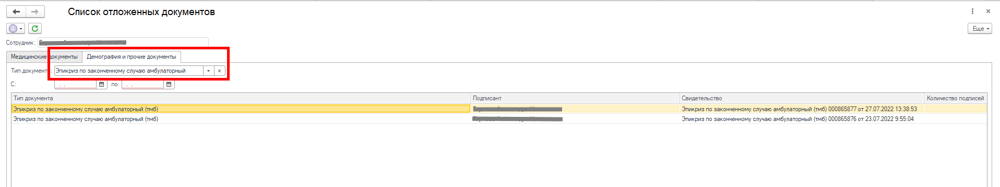 Список отложенных документов
Еще
Сотрудник:
Медицинские документы Демография и прочие документы
Тип документа: Эпикриз по законченному случаю амбулаторный
С: . . по: . .
Тип документа Подписант Свидетельство Количество подписей
Эпикриз по законченному случаю амбулаторный (тмб) Эпикриз по законченному случаю амбулаторный (тмб) 000865877 от 27.07.2022 13:38:53
Эпикриз по законченному случаю амбулаторный (тмб) Эпикриз по законченному случаю амбулаторный (тмб) 000865876 от 23.07.2022 9:55:04